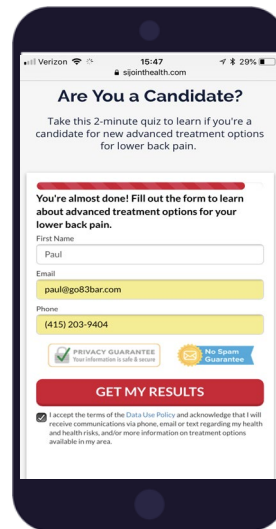 Verizon 15:47 29%
sijointhealth.com
Are You a Candidate?
Take this 2-minute quiz to learn if you're a
candidate for new advanced treatment options
for lower back pain.
You're almost done! Fill out the form to learn
about advanced treatment options for your
lower back pain.
First Name
Paul
Email
paul@go83bar.com
Phone
(415) 203-9404
PRIVACY GUARANTEE
Your information is safe & secure
No Spam
Guarantee
GET MY RESULTS
I accept the terms of the Data Use Policy and acknowledge that I will
receive communications via phone, email or text regarding my health
and health risks, and/or more information on treatment options
available in my area.